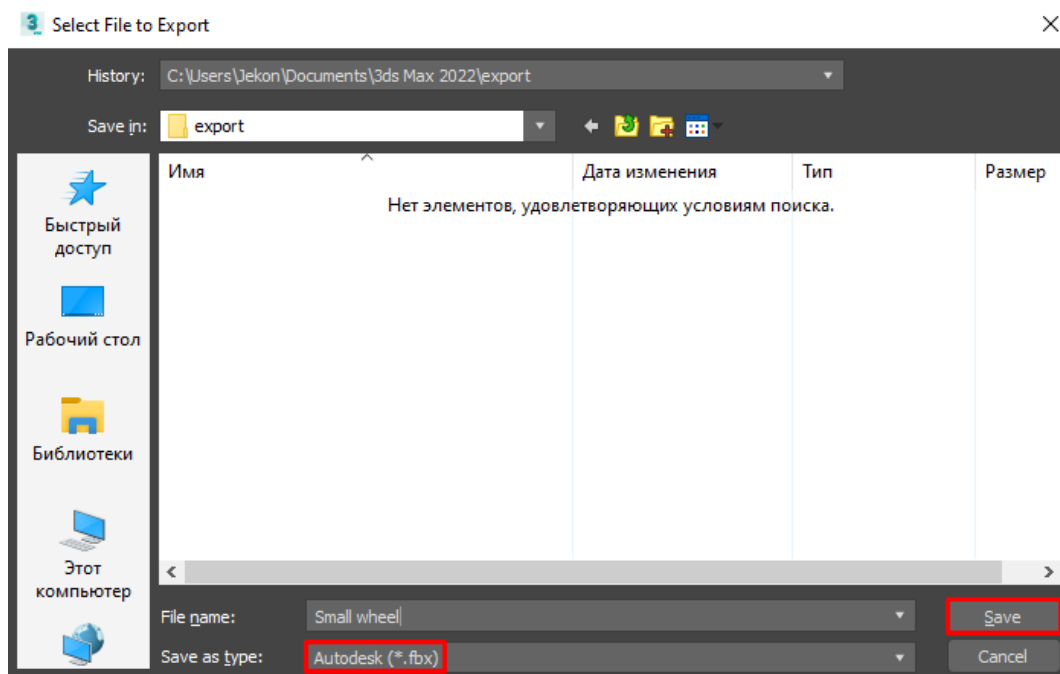 Select File to Export
History: C:\Users\Jekon\Documents\3ds Max 2022\export
Save in: export
Имя Дата изменения Тип Размер
Нет элементов, удовлетворяющих условиям поиска.
Быстрый
доступ
Рабочий стол
Библиотеки
Этот
компьютер
File name: Small wheel Save
Save as type: Autodesk (*.fbx) Cancel